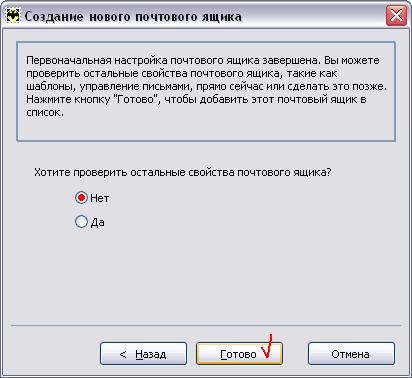 Создание нового почтового ящика
Первоначальная настройка почтового ящика завершена. Вы можете
проверить остальные свойства почтового ящика, такие как
шаблоны, управление письмами, прямо сейчас или сделать это позже.
Нажмите кнопку "Готово", чтобы добавить этот почтовый ящик в
список.
Хотите проверить остальные свойства почтового ящика?
Нет
Да
< Назад
Готово
Отмена